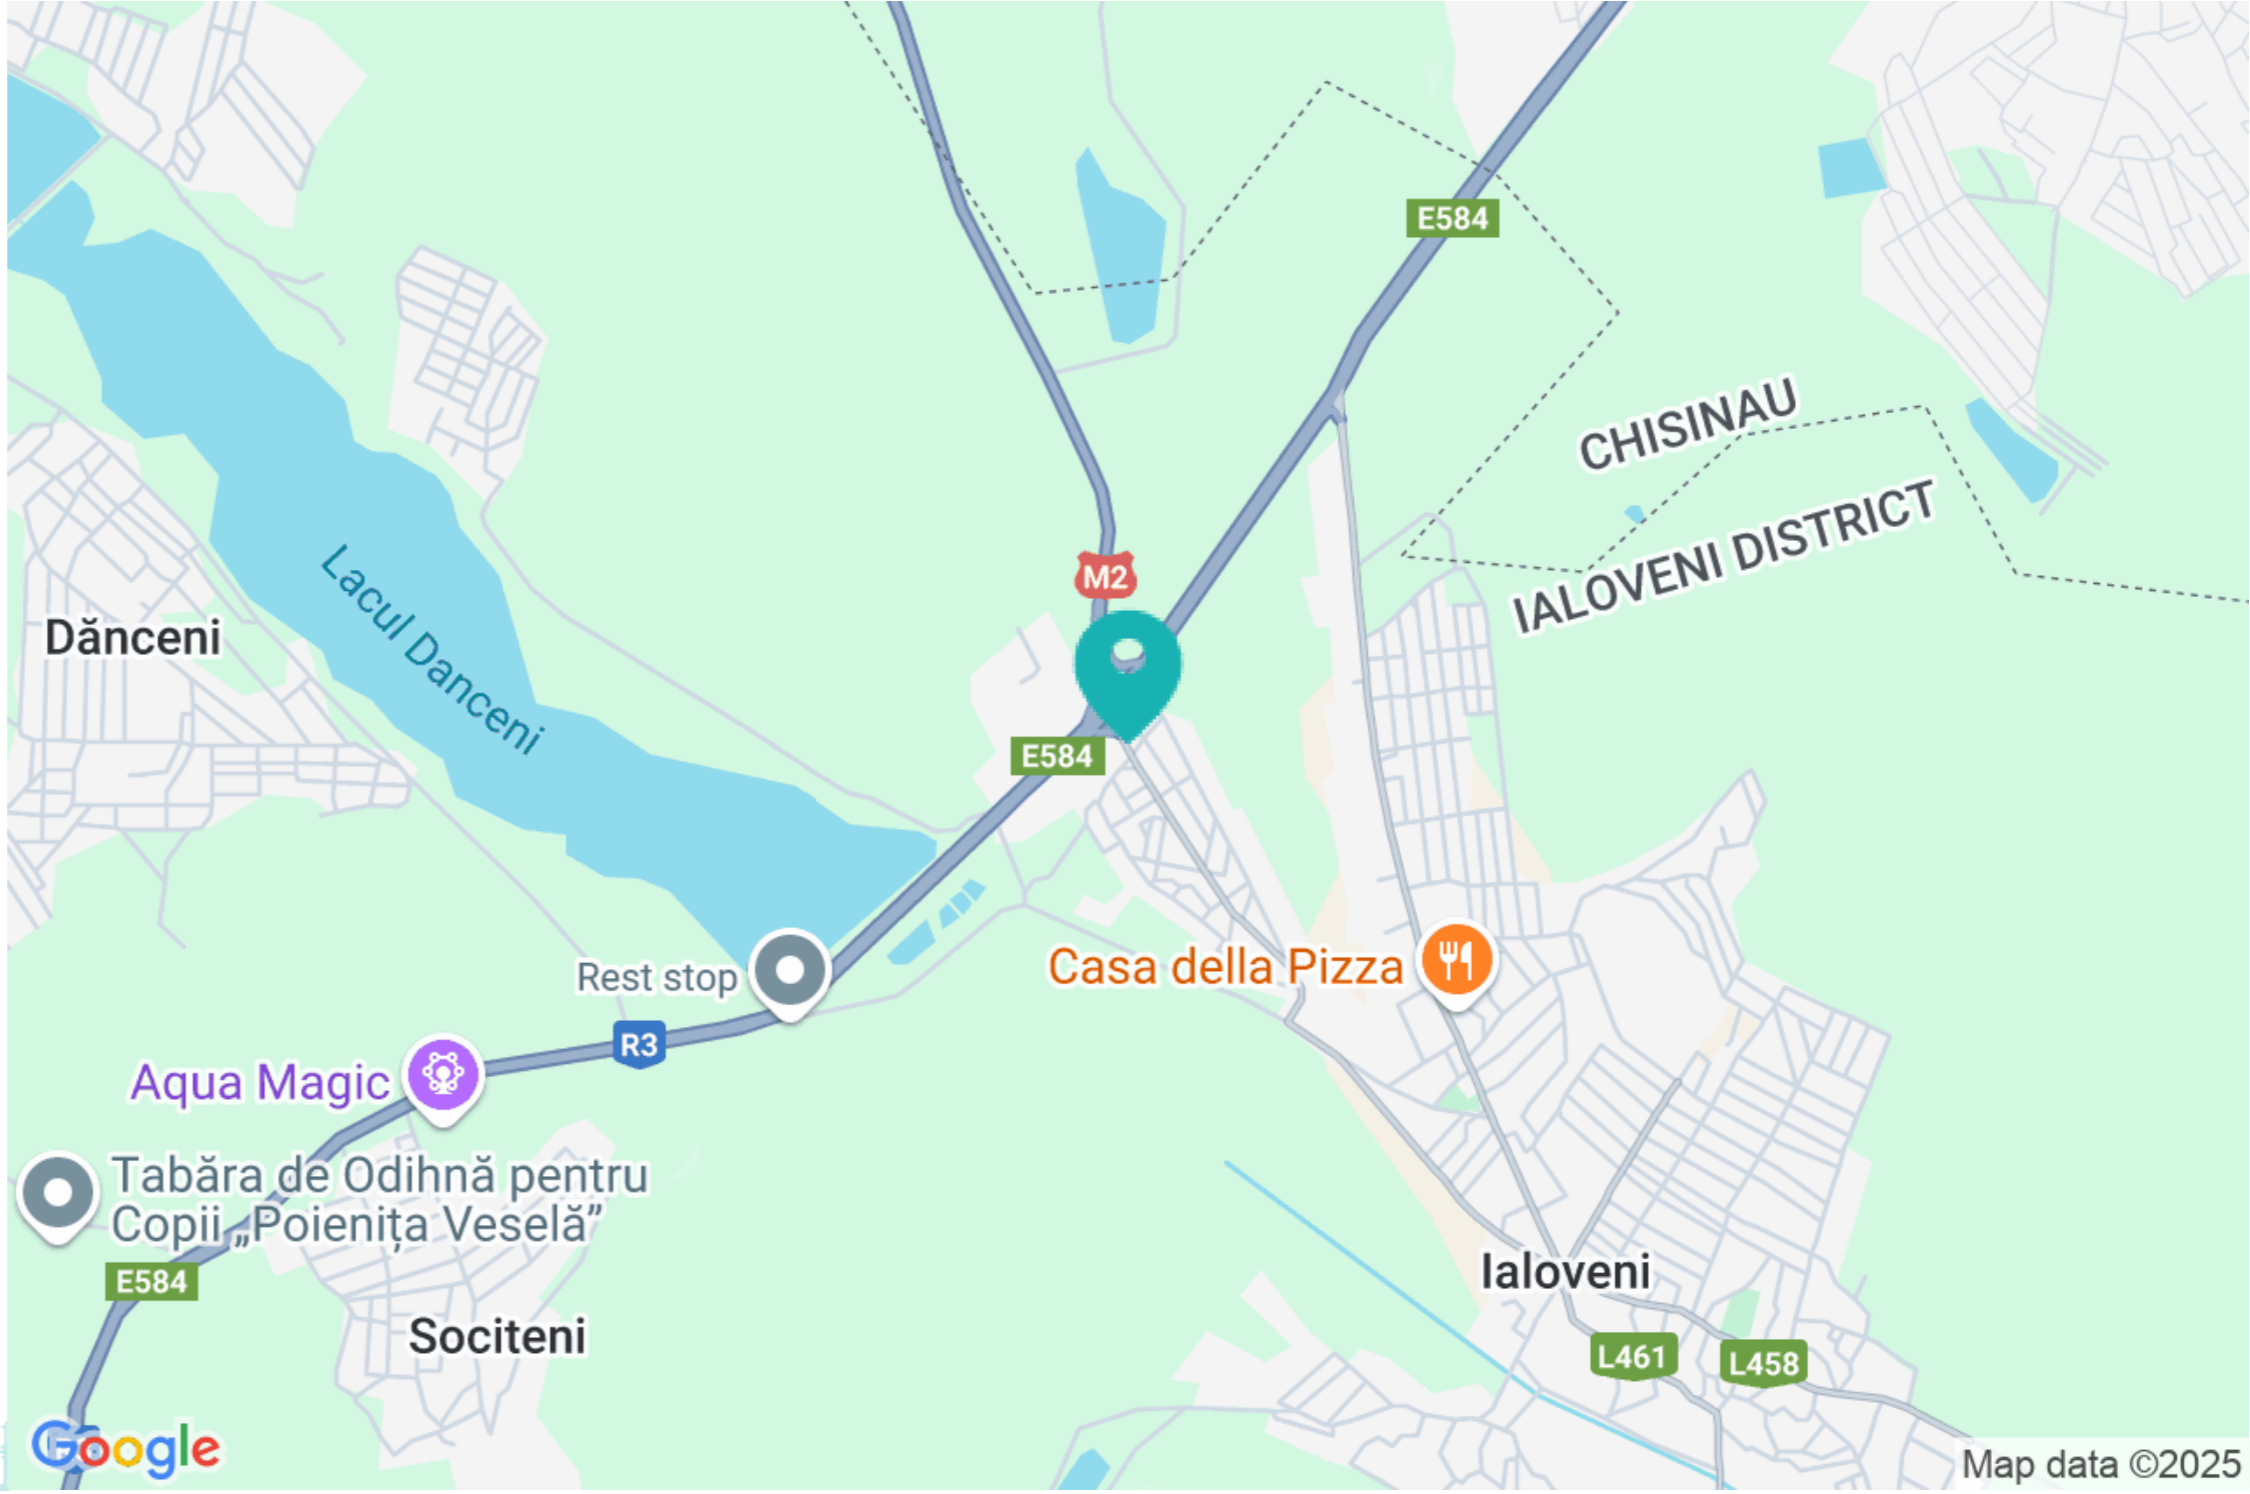 E584
CHISINAU
IALOVENI DISTRICT
M2
Dănceni
Lacul Danceni
E584
Casa della Pizza
Rest stop
R3
Aqua Magic
Tabăra de Odihnă pentru
Copii „Poienița Veselă”
E584
Ialoveni
Sociteni
L461
L458
Google
Map data ©2025